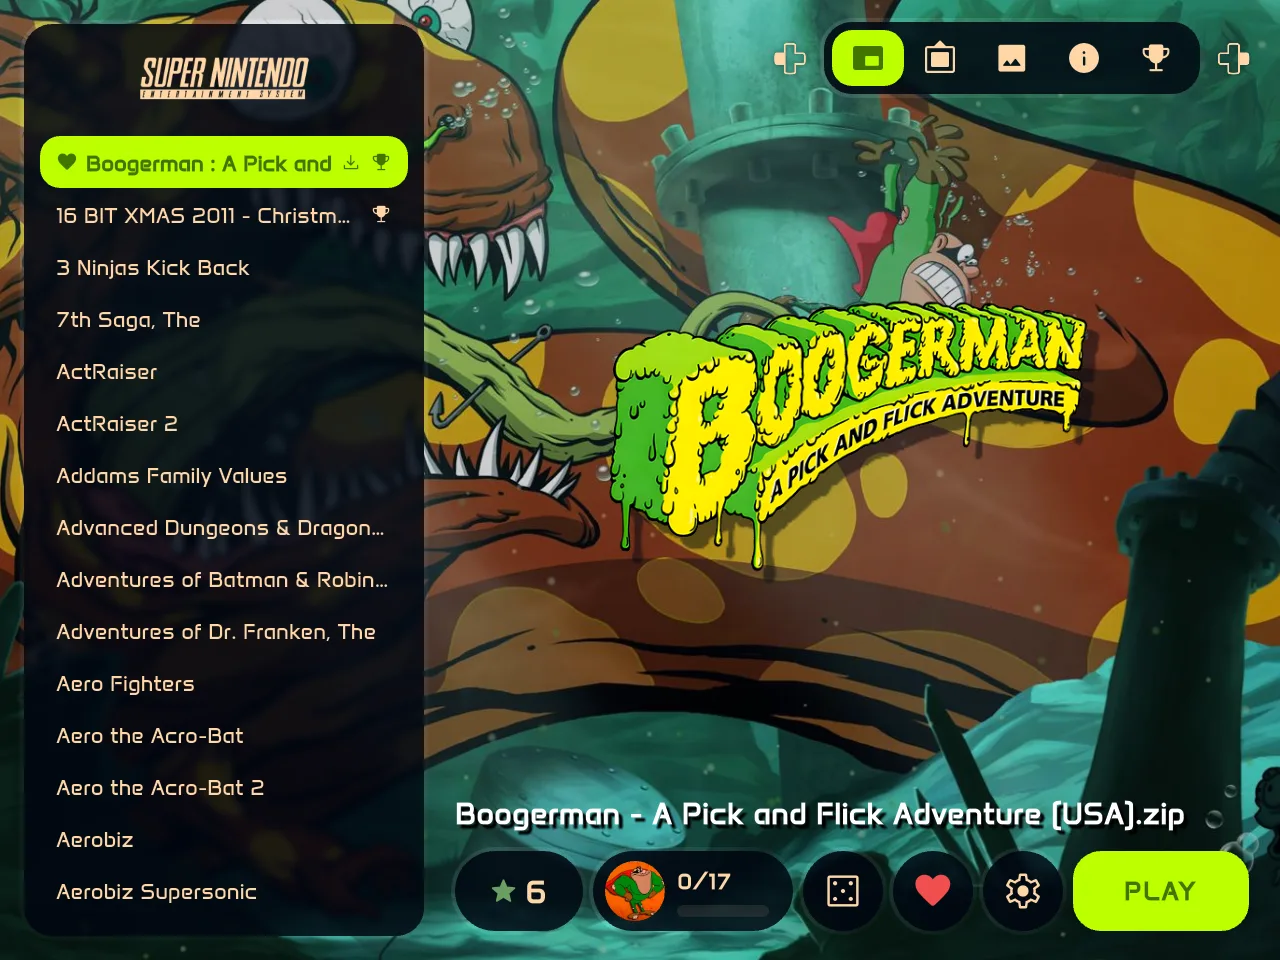 SUPER NINTENDO
ENTERTAINMENT SYSTEM
Boogerman : A Pick and
16 BIT XMAS 2011 - Christm...
3 Ninjas Kick Back
7th Saga, The
ActRaiser
ActRaiser 2
Addams Family Values
Advanced Dungeons & Dragon...
Adventures of Batman & Robin...
Adventures of Dr. Franken, The
Aero Fighters
Aero the Acro-Bat
Aero the Acro-Bat 2
Aerobiz
Aerobiz Supersonic
BOOGERMAN
A PICK AND FLICK ADVENTURE
Boogerman - A Pick and Flick Adventure (USA).zip
6
0/17
PLAY